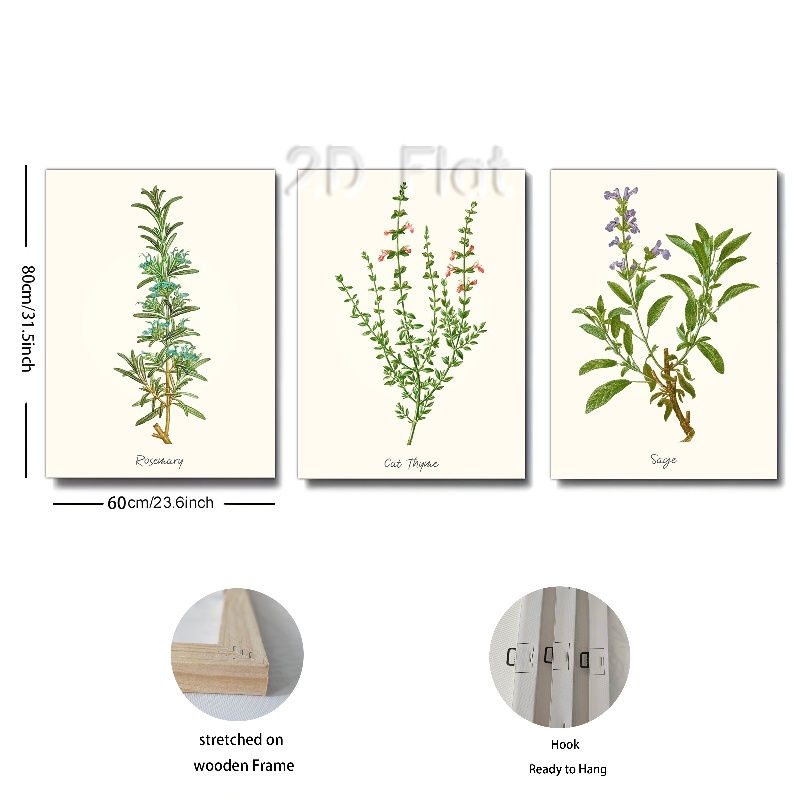 2D Flat
80cm/31.5inch
Rosemary
Cat Thyme
Sage
60cm/23.6inch
stretched on
wooden Frame
Hook
Ready to Hang